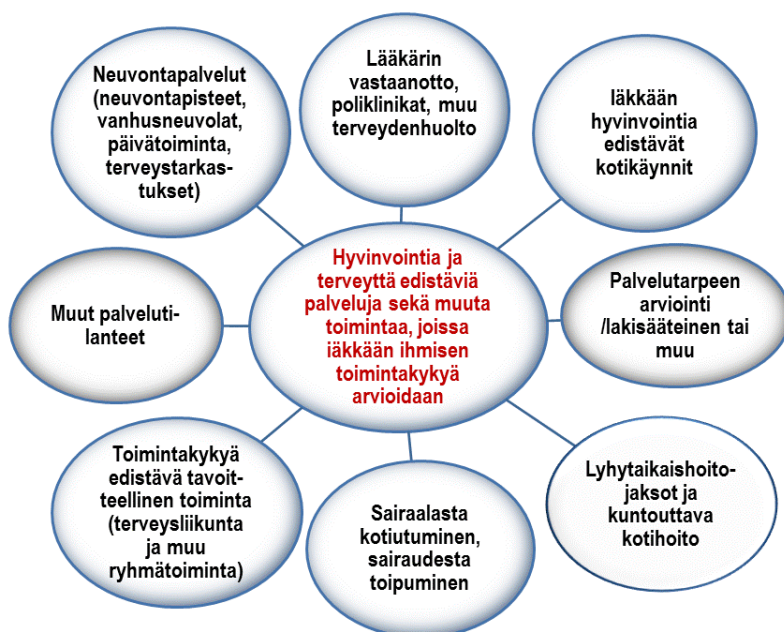 Neuvontapalvelut
(neuvontapisteet,
vanhusneuvolat,
päivätoiminta,
terveystarkas-
tukset)
Lääkärin
vastaanotto,
poliklinikat, muu
terveydenhuolto
Iäkkään
hyvinvointia
edistävät
kotikäynnit
Muut palveluti-
lanteet
Hyvinvointia ja
terveyttä edistäviä
palveluja sekä muuta
toimintaa, joissa
iäkkään ihmisen
toimintakykyä
arvioidaan
Palvelutarpeen
arviointi
/lakisääteinen tai
muu
Toimintakykyä
edistävä tavoit-
teellinen toiminta
(terveysliikunta
ja muu
ryhmätoiminta)
Sairaalasta
kotiutuminen,
sairaudesta
toipuminen
Lyhytaikaishoito-
jaksot ja
kuntouttava
kotihoito